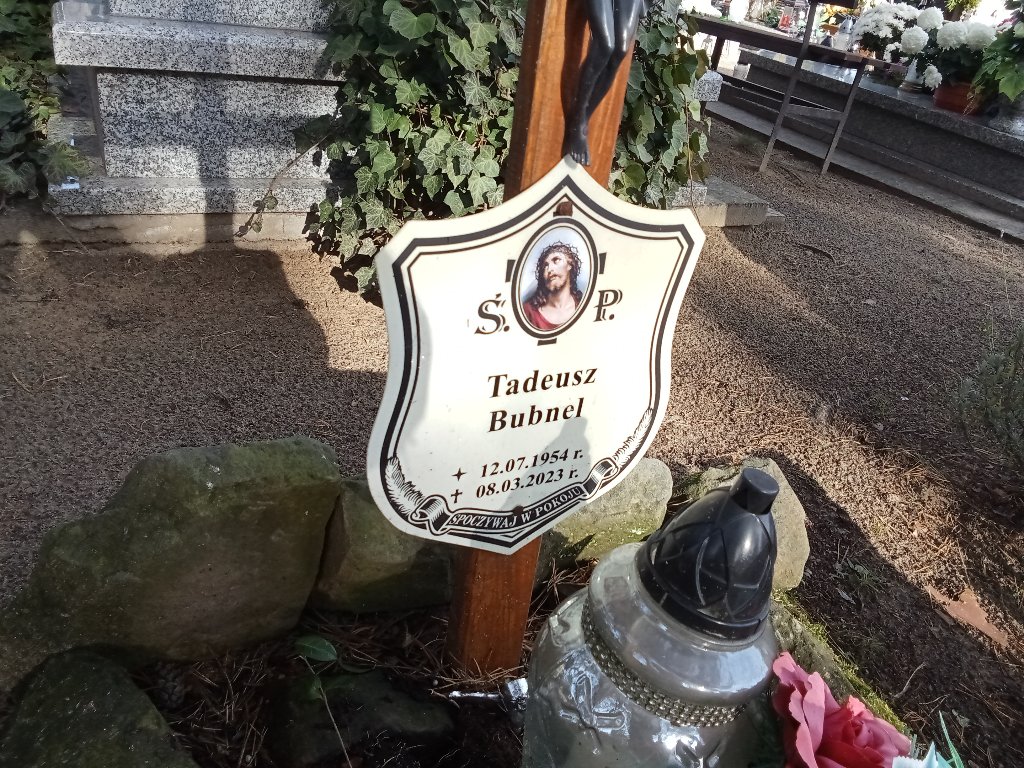 Ś. P.
Tadeusz
Bubnel
12.07.1954 r.
08.03.2023 r.
SPOCZYWAJ W POKOJU